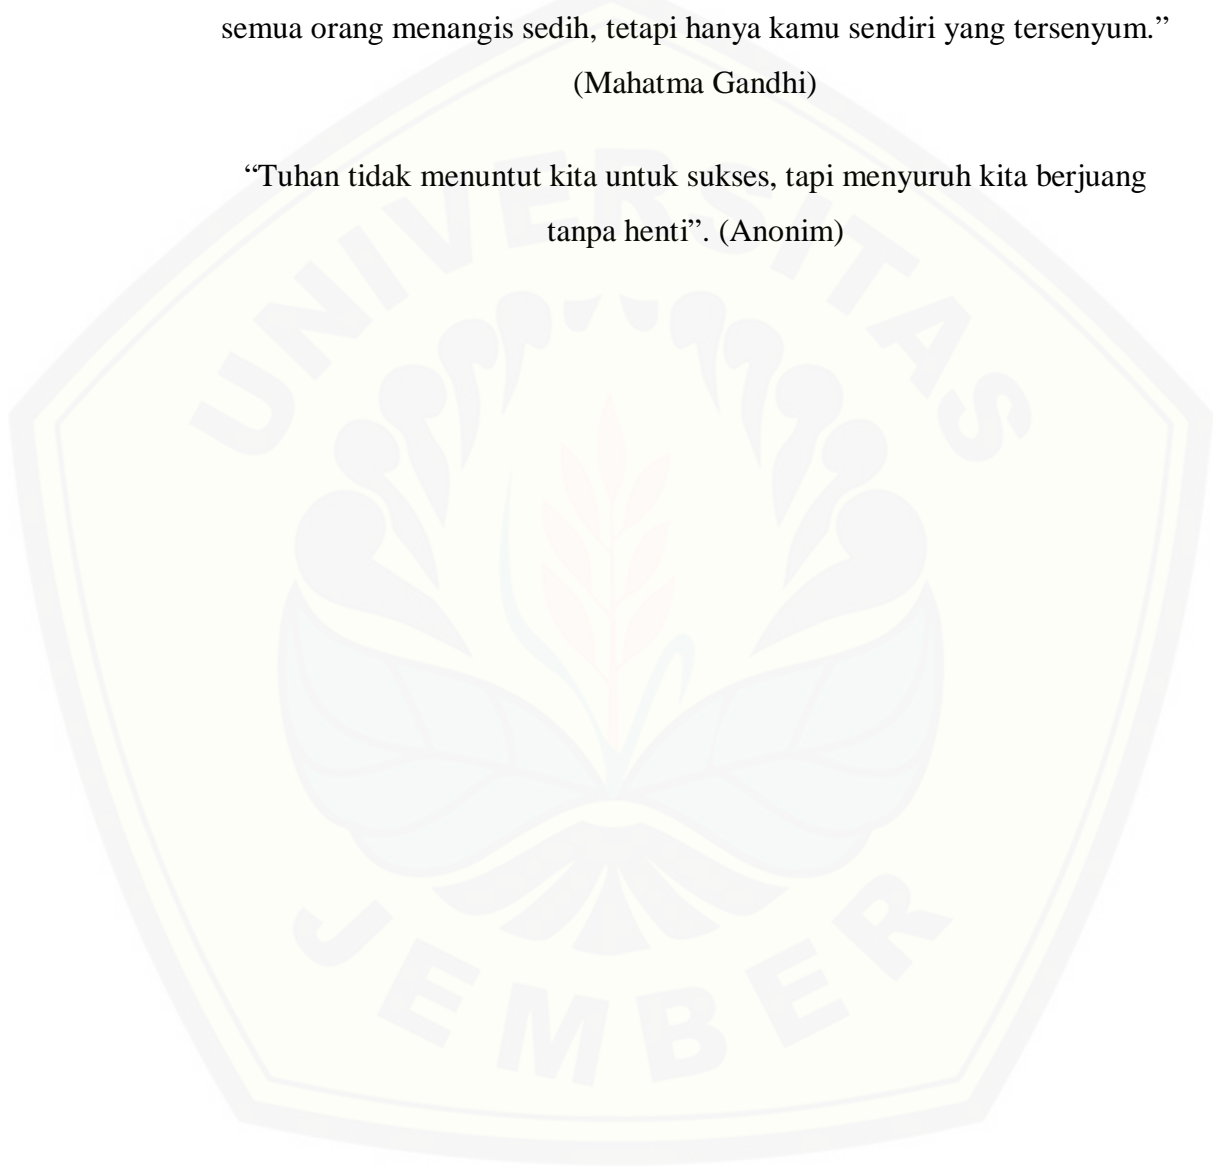 semua orang menangis sedih, tetapi hanya kamu sendiri yang tersenyum.”
(Mahatma Gandhi)
“Tuhan tidak menuntut kita untuk sukses, tapi menyuruh kita berjuang
tanpa henti”. (Anonim)
UNIVERSITAS
JEMBER